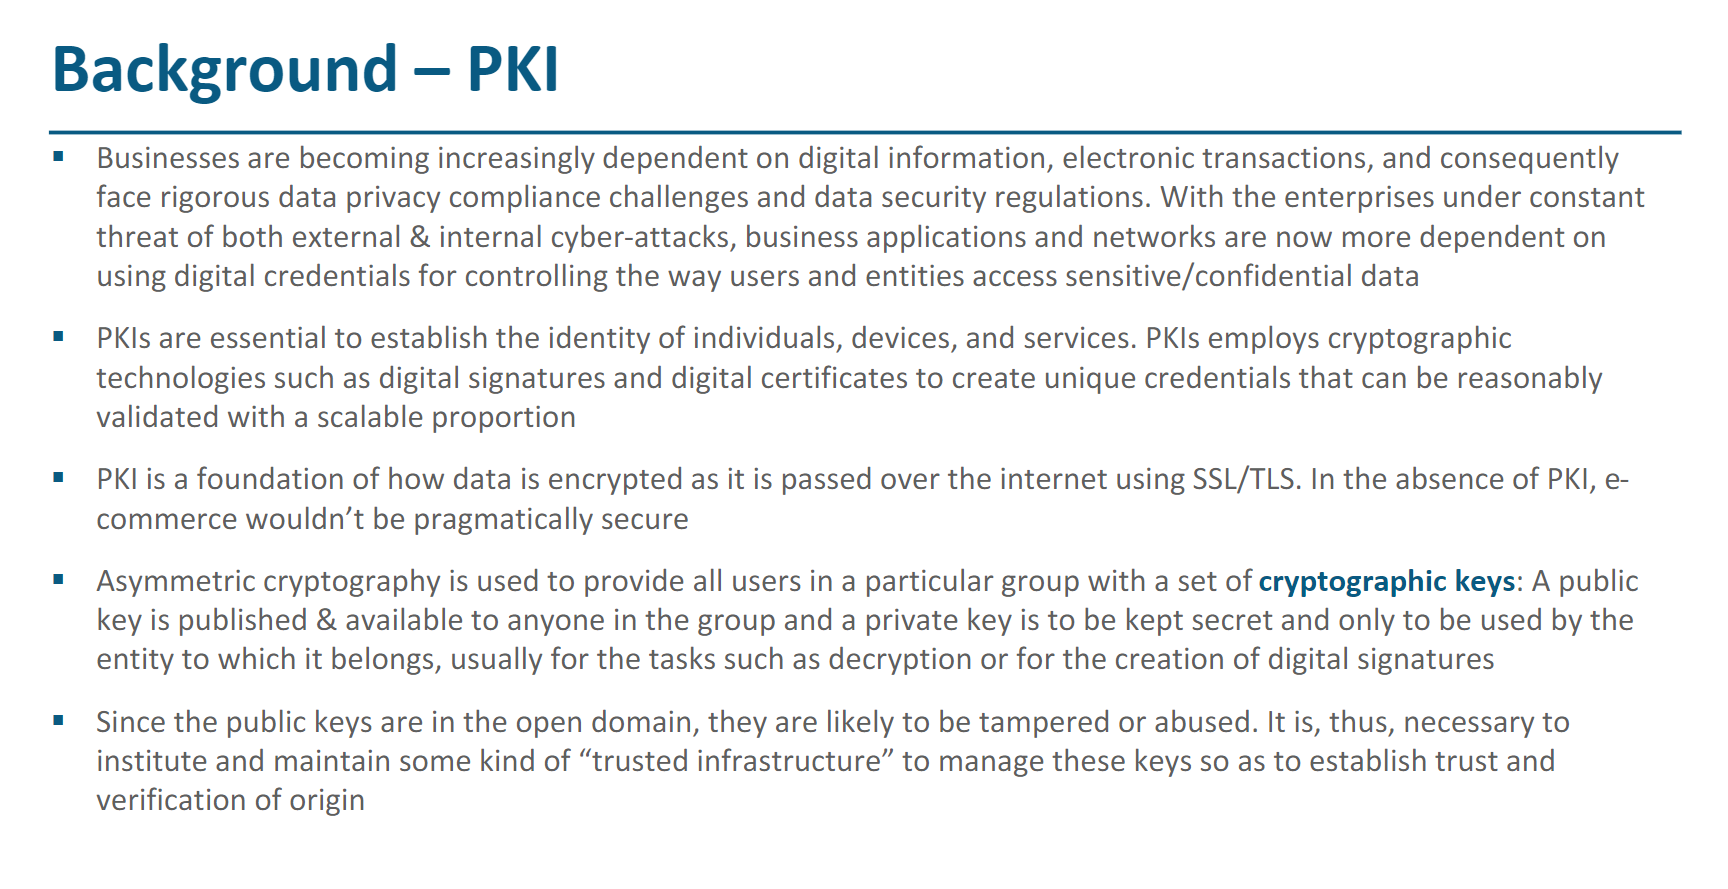 Background – PKI
▪ Businesses are becoming increasingly dependent on digital information, electronic transactions, and consequently
face rigorous data privacy compliance challenges and data security regulations. With the enterprises under constant
threat of both external & internal cyber-attacks, business applications and networks are now more dependent on
using digital credentials for controlling the way users and entities access sensitive/confidential data
▪ PKIs are essential to establish the identity of individuals, devices, and services. PKIs employs cryptographic
technologies such as digital signatures and digital certificates to create unique credentials that can be reasonably
validated with a scalable proportion
▪ PKI is a foundation of how data is encrypted as it is passed over the internet using SSL/TLS. In the absence of PKI, e-
commerce wouldn’t be pragmatically secure
▪ Asymmetric cryptography is used to provide all users in a particular group with a set of cryptographic keys: A public
key is published & available to anyone in the group and a private key is to be kept secret and only to be used by the
entity to which it belongs, usually for the tasks such as decryption or for the creation of digital signatures
▪ Since the public keys are in the open domain, they are likely to be tampered or abused. It is, thus, necessary to
institute and maintain some kind of “trusted infrastructure” to manage these keys so as to establish trust and
verification of origin